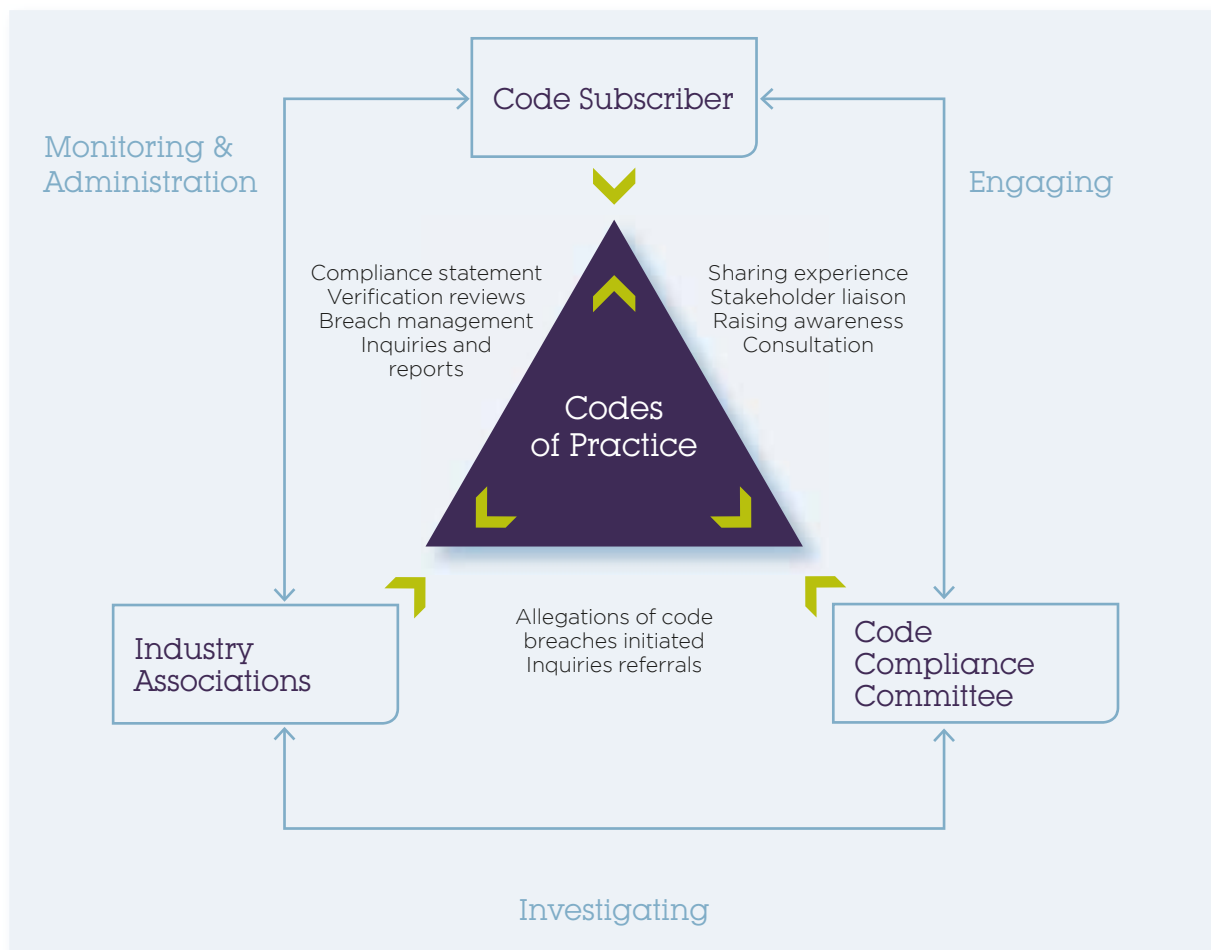 Code Subscriber
Monitoring &
Administration
Engaging
Compliance statement
Verification reviews
Breach management
Inquiries and
reports
Sharing experience
Stakeholder liaison
Raising awareness
Consultation
Codes
of Practice
Allegations of code
breaches initiated
Inquiries referrals
Industry
Associations
Code
Compliance
Committee
Investigating